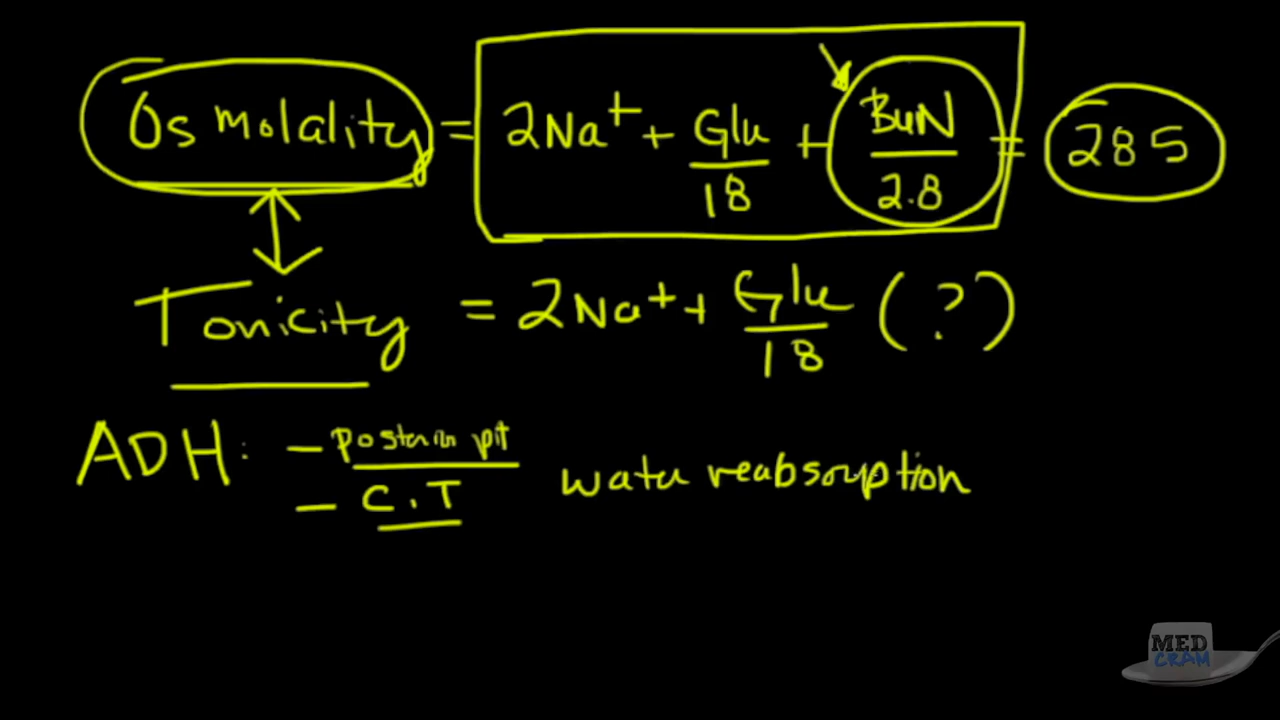 Osmolality = 2Na⁺ + Glu/18 + BUN/2.8 = 285
Tonicity = 2Na⁺ + Glu/18 (?)
ADH: – Posterior pit
– C.T water reabsorption
MED
CRAM